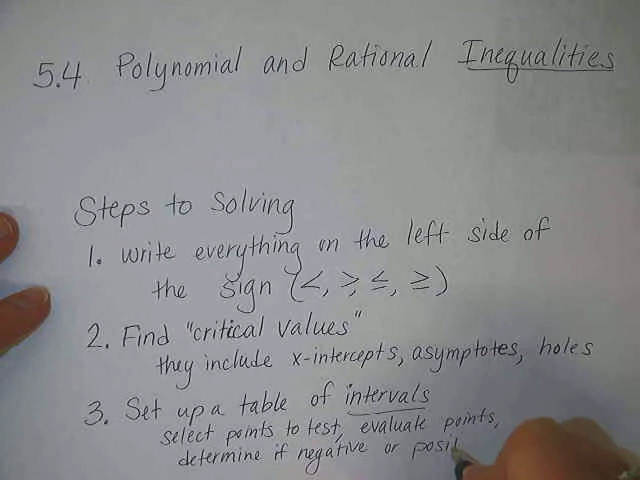 5.4 Polynomial and Rational Inequalities
Steps to Solving
1. Write everything on the left side of
the sign (<, >, ≤, ≥)
2. Find "critical values"
they include x-intercepts, asymptotes, holes
3. Set up a table of intervals
select points to test, evaluate points,
determine if negative or posi